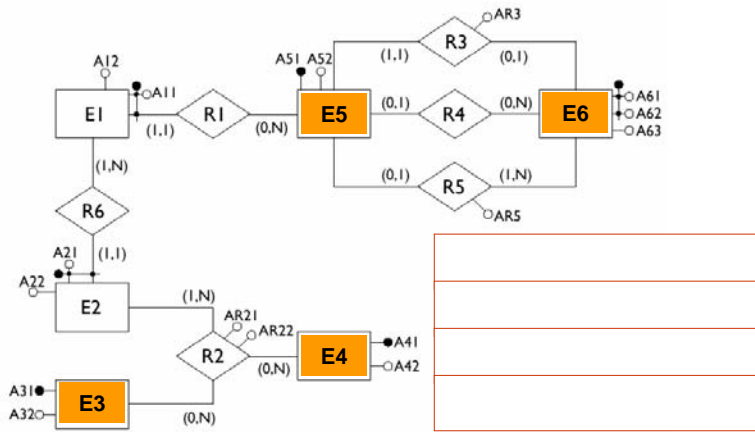 AR3
R3
(1,1)
(0,1)
A12
A11
A51
A52
E1
(1,1)
R1
(0,N)
E5
(0,1)
R4
(0,N)
E6
A61
A62
A63
(1,N)
(0,1)
R5
(1,N)
AR5
R6
A21
(1,1)
A22
E2
(1,N)
AR21
AR22
R2
(0,N)
E4
A41
A42
A31
A32
E3
(0,N)